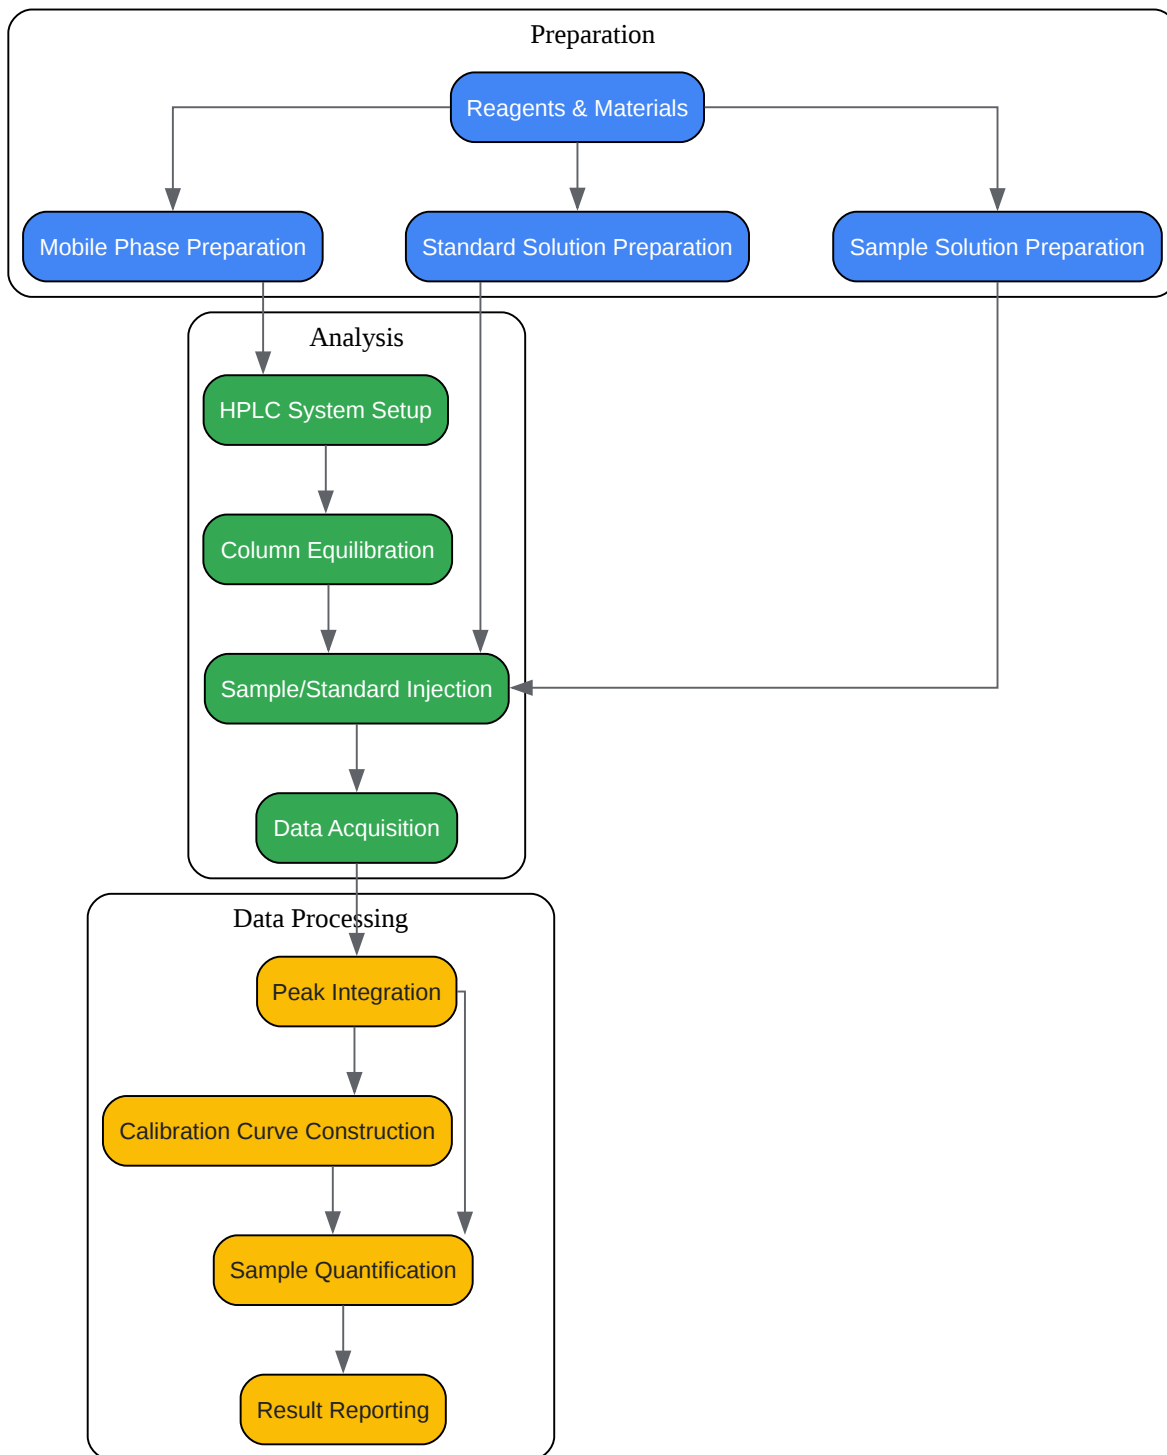 Preparation
Reagents & Materials
Mobile Phase Preparation
Standard Solution Preparation
Sample Solution Preparation
Analysis
HPLC System Setup
Column Equilibration
Sample/Standard Injection
Data Acquisition
Data Processing
Peak Integration
Calibration Curve Construction
Sample Quantification
Result Reporting